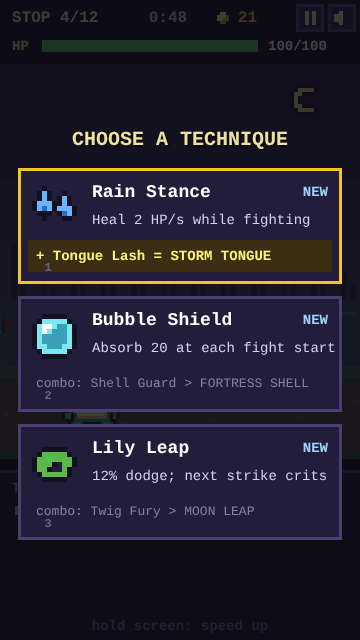 STOP 4/12 0:48 21
HP 100/100
CHOOSE A TECHNIQUE
Rain Stance NEW
Heal 2 HP/s while fighting
+ Tongue Lash = STORM TONGUE
1
Bubble Shield NEW
Absorb 20 at each fight start
combo: Shell Guard > FORTRESS SHELL
2
Lily Leap NEW
12% dodge; next strike crits
combo: Twig Fury > MOON LEAP
3
hold screen: speed up